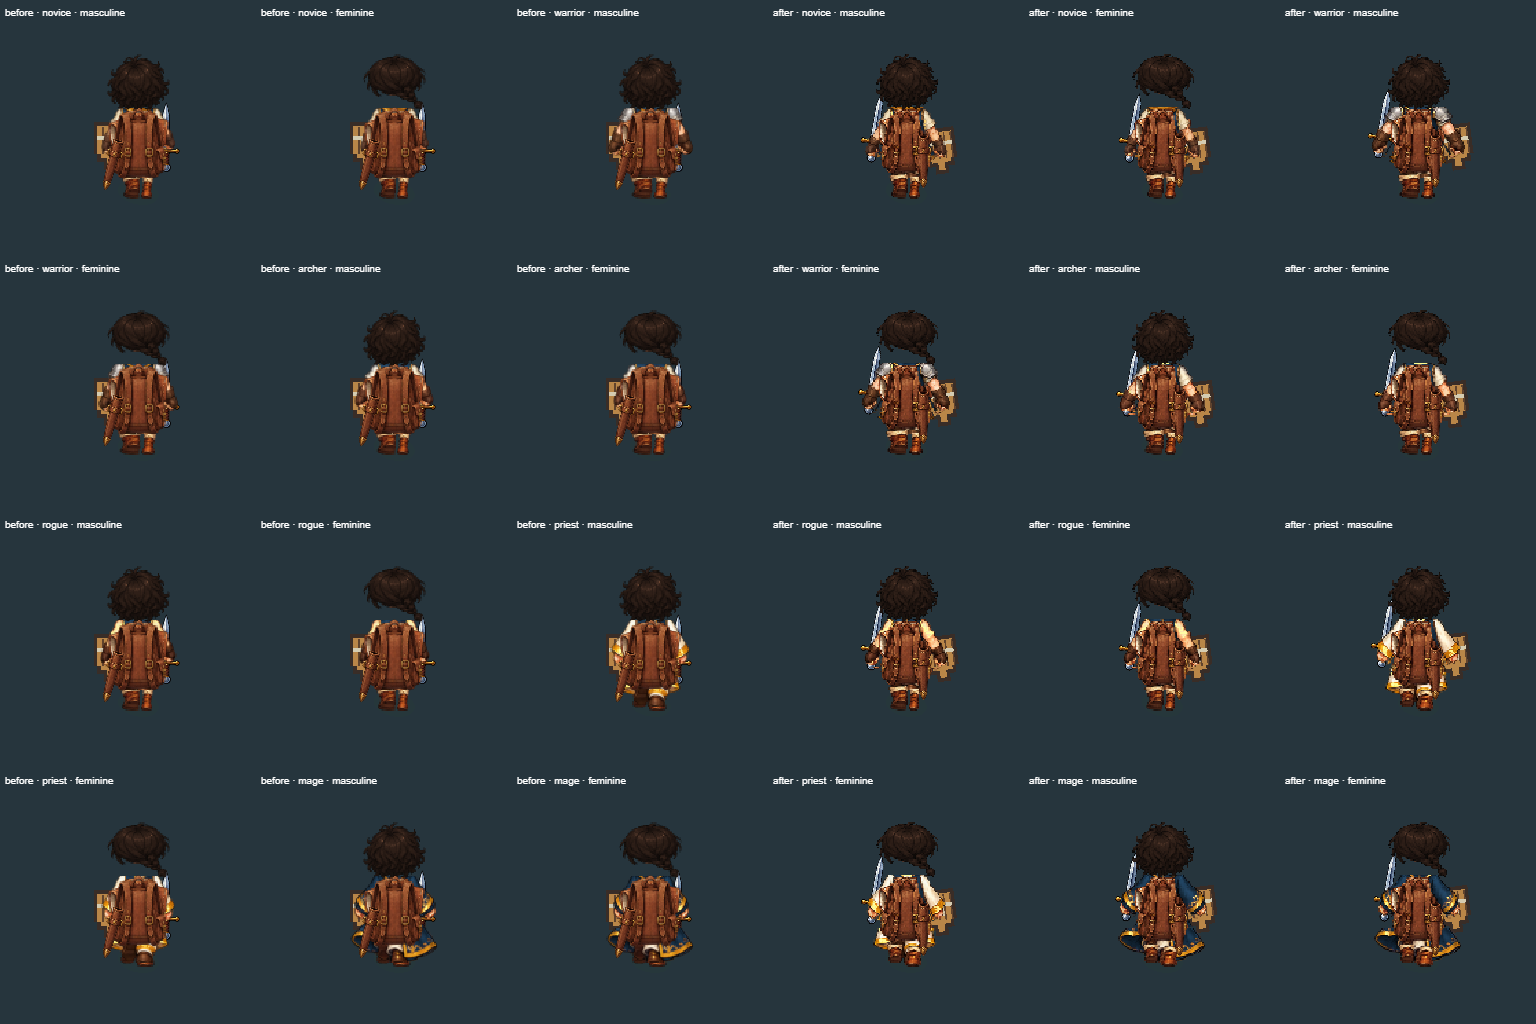 before · novice · masculine
before · novice · feminine
before · warrior · masculine
after · novice · masculine
after · novice · feminine
after · warrior · masculine
before · warrior · feminine
before · archer · masculine
before · archer · feminine
after · warrior · feminine
after · archer · masculine
after · archer · feminine
before · rogue · masculine
before · rogue · feminine
before · priest · masculine
after · rogue · masculine
after · rogue · feminine
after · priest · masculine
before · priest · feminine
before · mage · masculine
before · mage · feminine
after · priest · feminine
after · mage · masculine
after · mage · feminine